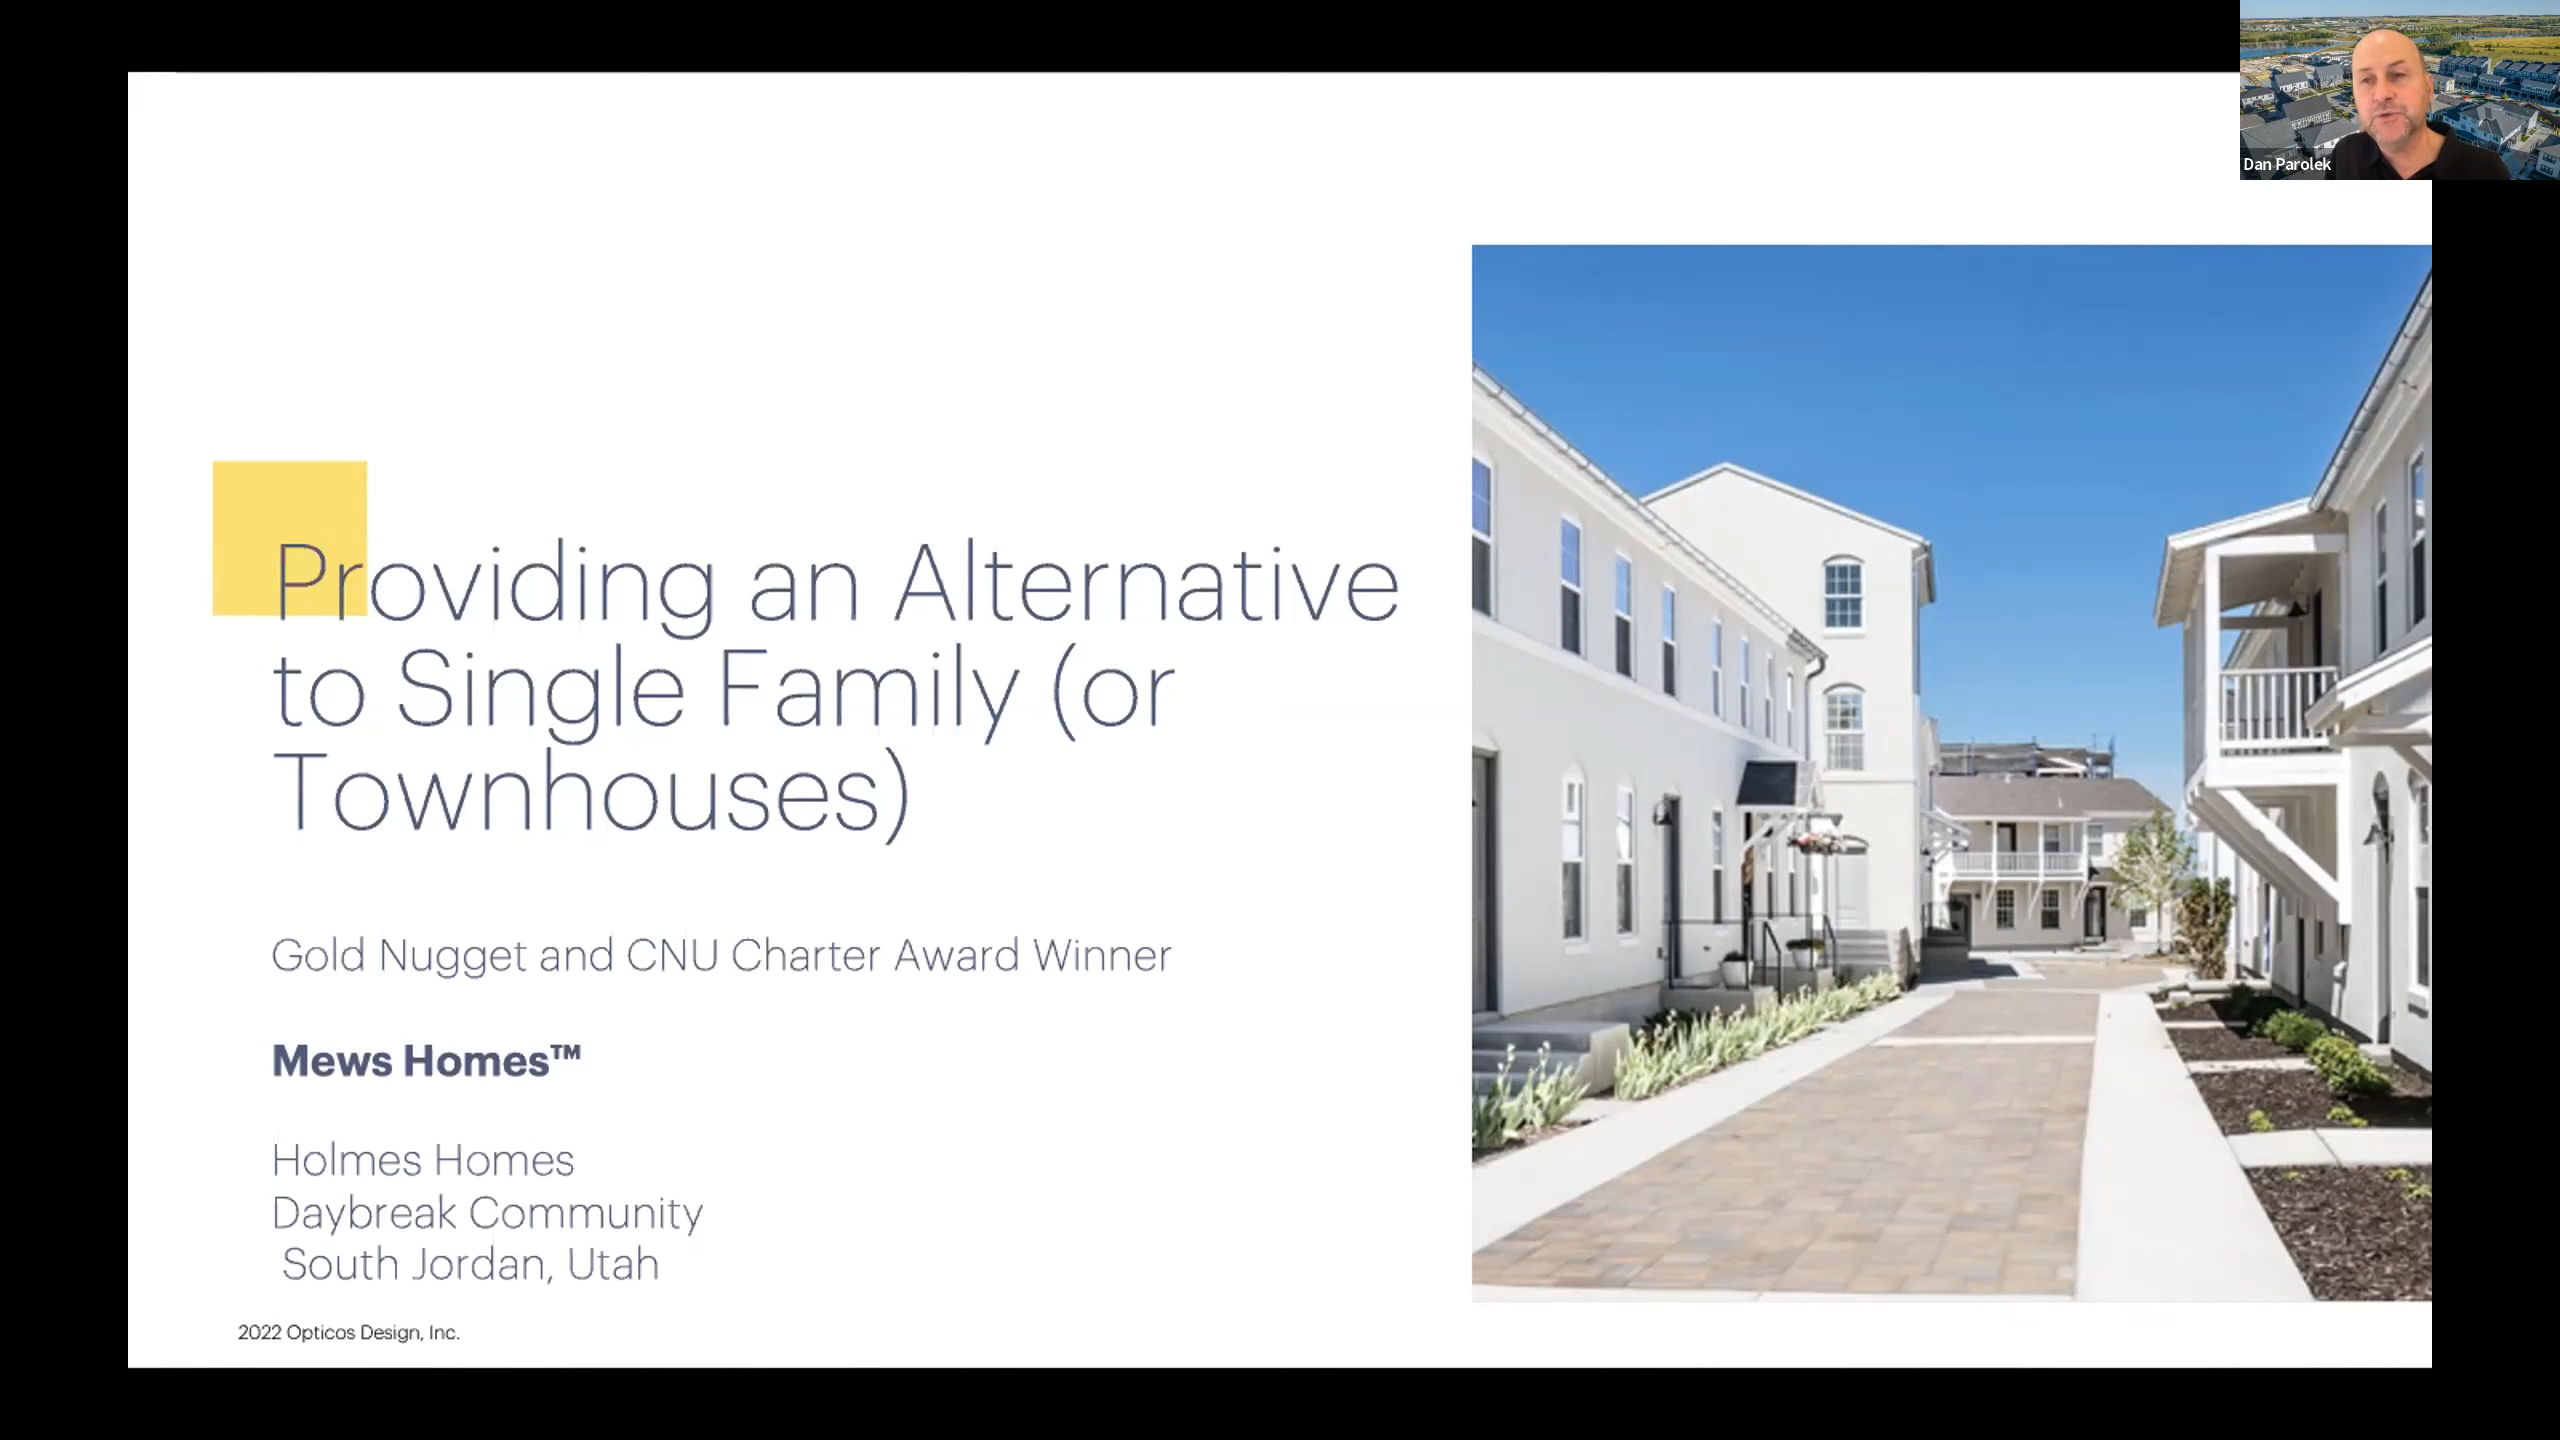 Dan Parolek
Providing an Alternative
to Single Family (or
Townhouses)
Gold Nugget and CNU Charter Award Winner
Mews Homes™
Holmes Homes
Daybreak Community
South Jordan, Utah
2022 Opticos Design, Inc.